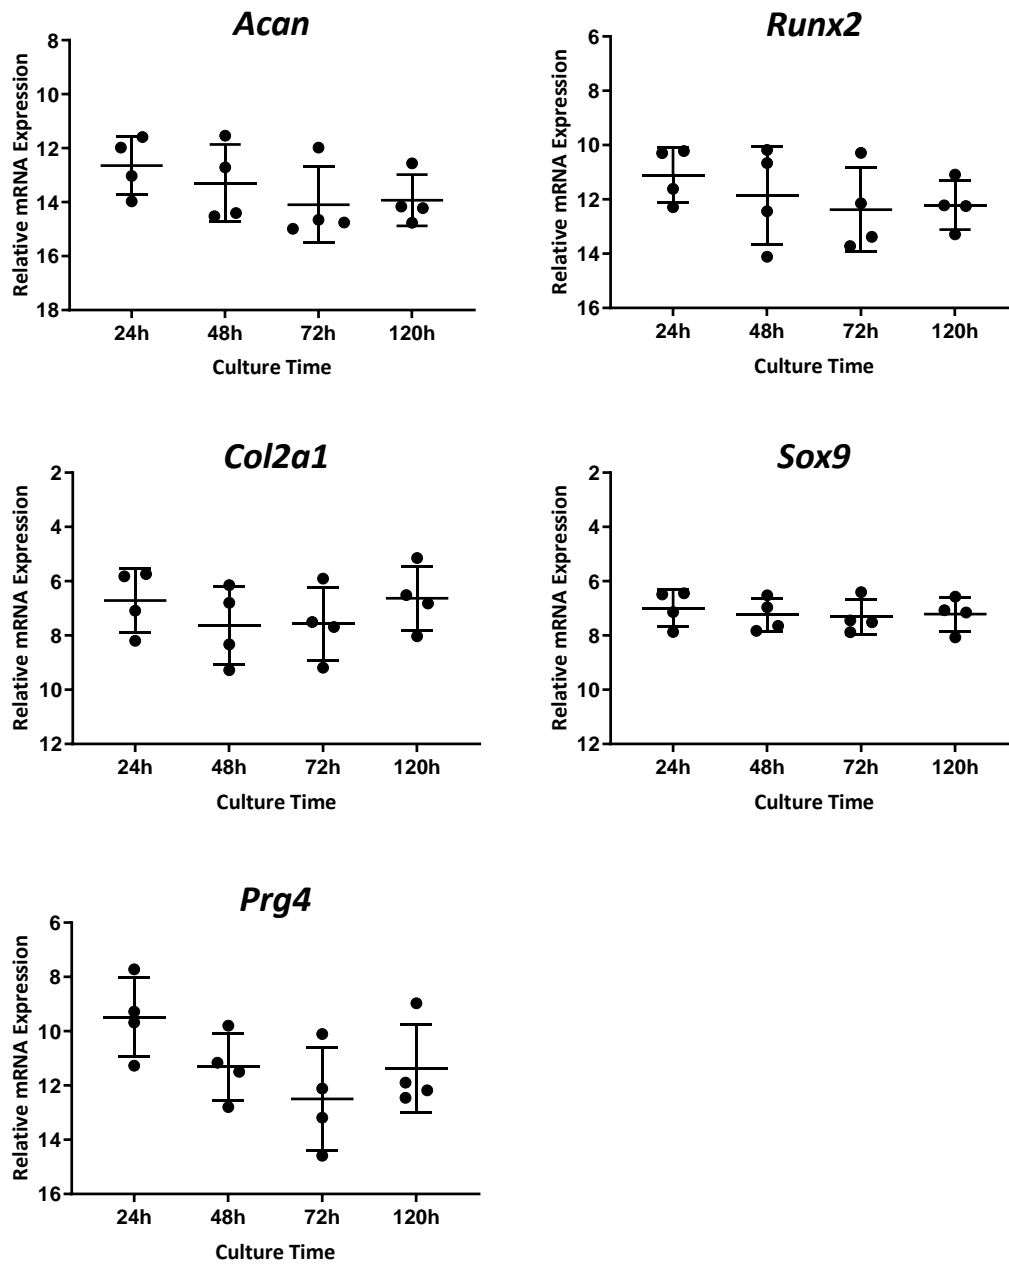 Acan
Relative mRNA Expression
8
10
12
14
16
18
24h 48h 72h 120h
Culture Time
Runx2
Relative mRNA Expression
6
8
10
12
14
16
24h 48h 72h 120h
Culture Time
Col2a1
Relative mRNA Expression
2
4
6
8
10
12
24h 48h 72h 120h
Culture Time
Sox9
Relative mRNA Expression
2
4
6
8
10
12
24h 48h 72h 120h
Culture Time
Prg4
Relative mRNA Expression
6
8
10
12
14
16
24h 48h 72h 120h
Culture Time